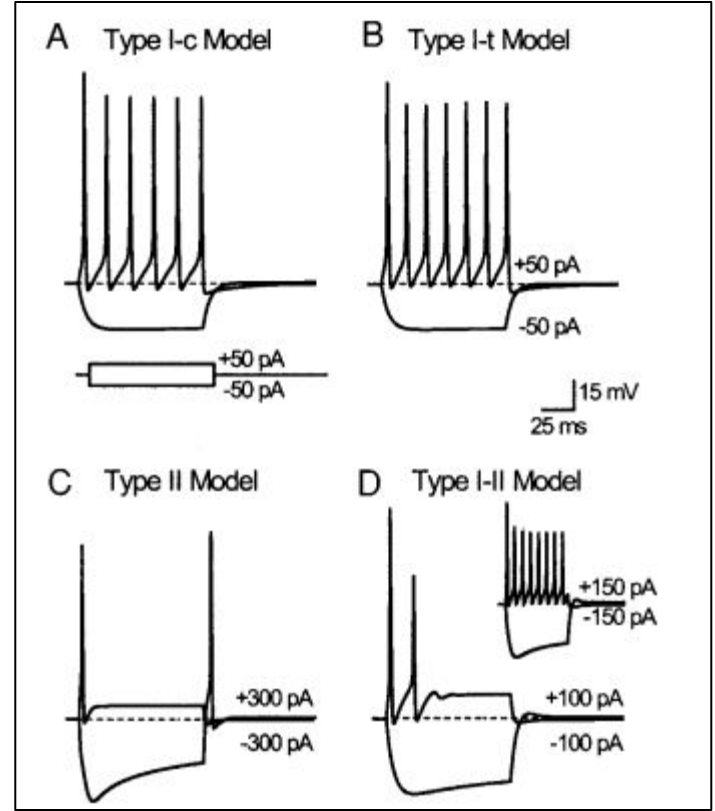 A Type I-c Model
B Type I-t Model
+50 pA
-50 pA
+50 pA
-50 pA
15 mV
25 ms
C Type II Model
D Type I-II Model
+150 pA
-150 pA
+300 pA
-300 pA
+100 pA
-100 pA